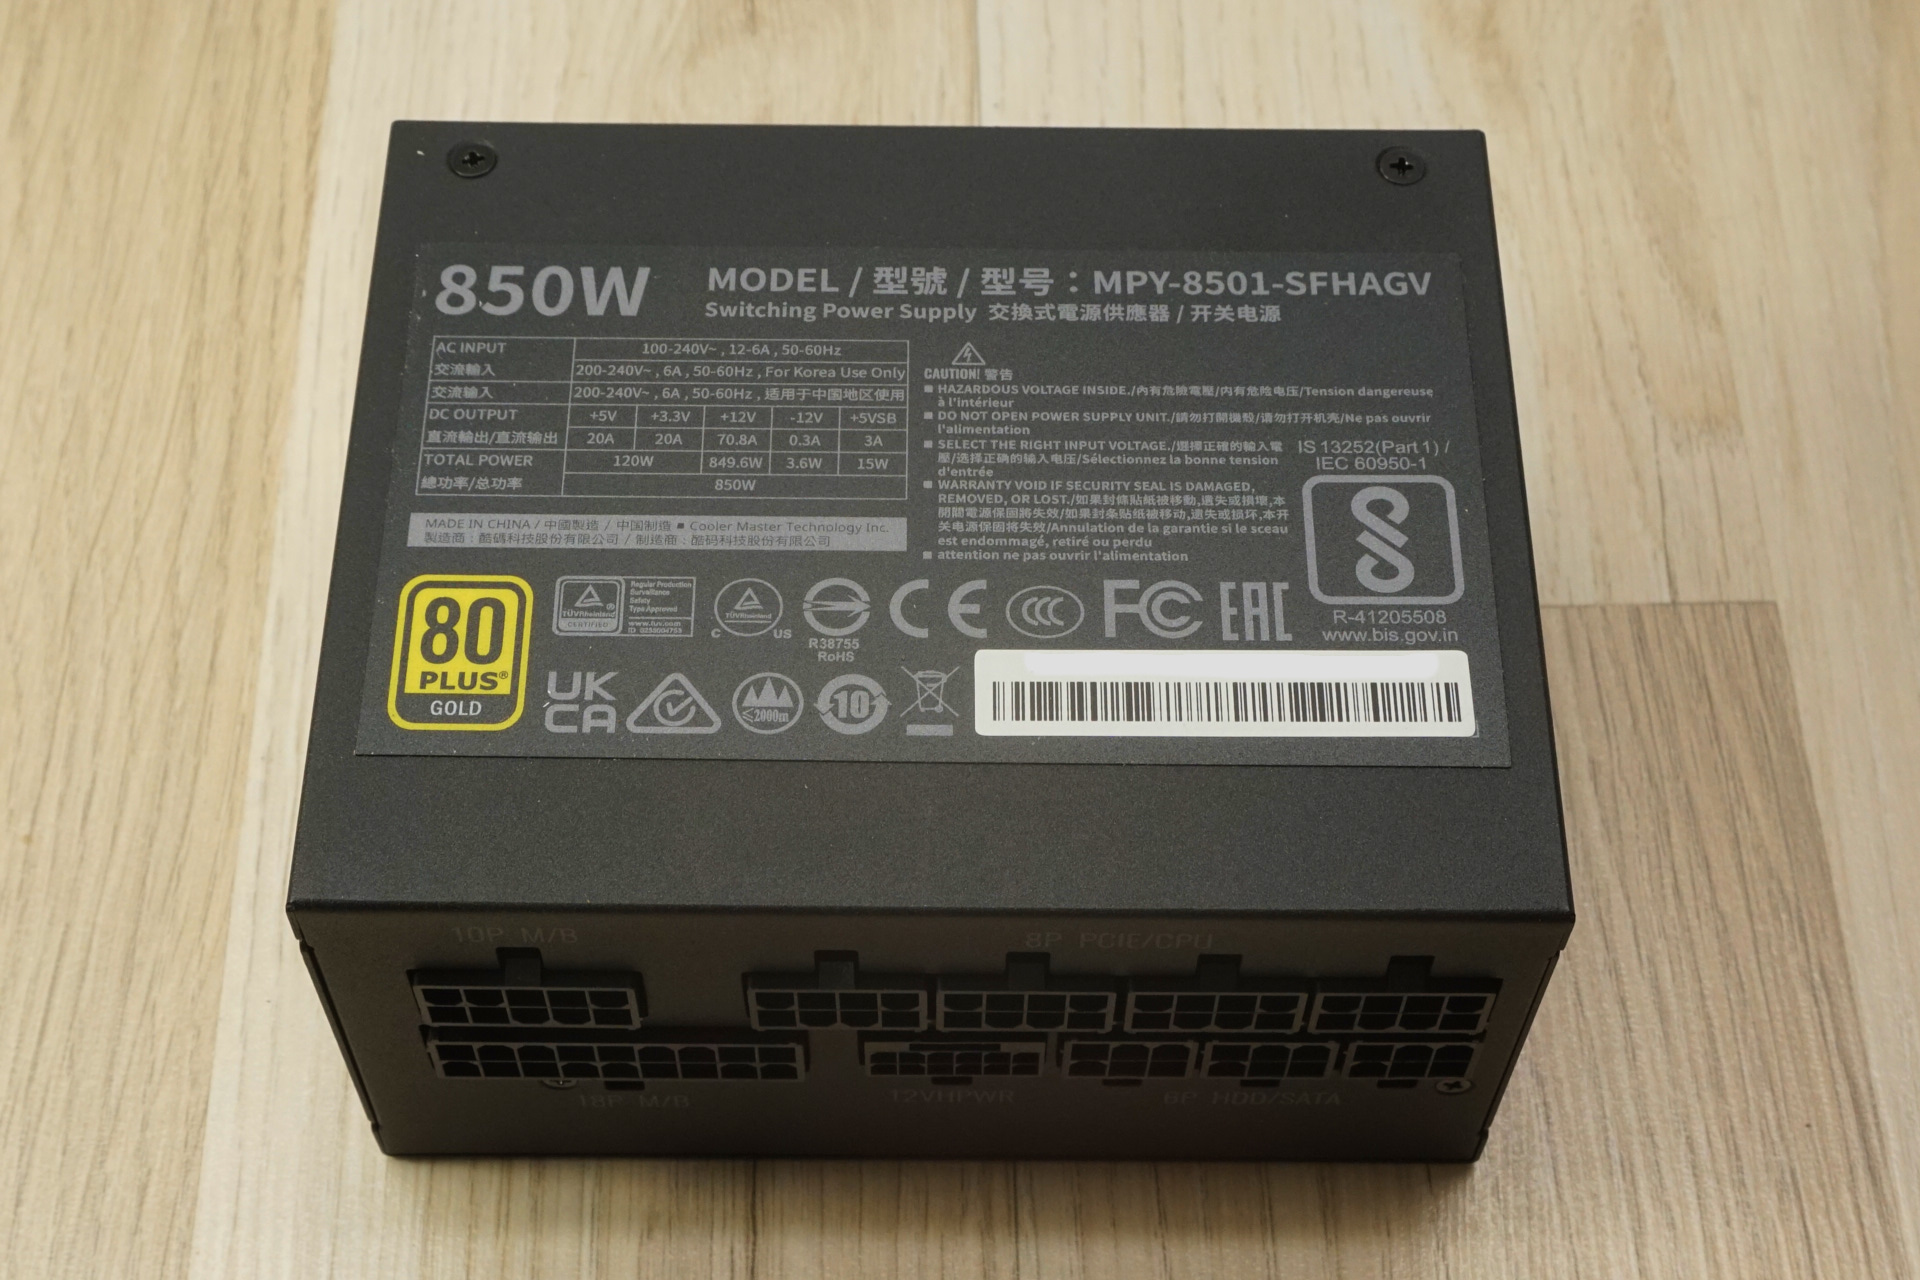 850W
MODEL / 型號 / 型号：MPY-8501-SFHAGV
Switching Power Supply 交換式電源供應器 / 开关电源
AC INPUT 100-240V~ , 12-6A , 50-60Hz
交流輸入 200-240V~ , 6A , 50-60Hz , For Korea Use Only
交流输入 200-240V~ , 6A , 50-60Hz , 适用于中国地区使用
DC OUTPUT +5V +3.3V +12V -12V +5VSB
直流輸出/直流输出 20A 20A 70.8A 0.3A 3A
TOTAL POWER 120W 849.6W 3.6W 15W
總功率/总功率 850W
MADE IN CHINA / 中國製造 / 中国制造 ■ Cooler Master Technology Inc.
製造商：酷碼科技股份有限公司 / 制造商：酷码科技股份有限公司
CAUTION! 警告
■ HAZARDOUS VOLTAGE INSIDE./內有危險電壓/内有危险电压/Tension dangereuse
à l'intérieur
■ DO NOT OPEN POWER SUPPLY UNIT./請勿打開機殼/请勿打开机壳/Ne pas ouvrir
l'alimentation
■ SELECT THE RIGHT INPUT VOLTAGE./選擇正確的輸入電
壓/选择正确的输入电压/Sélectionnez la bonne tension
d'entrée
■ WARRANTY VOID IF SECURITY SEAL IS DAMAGED,
REMOVED, OR LOST./如果封條貼紙被移動,遺失或損壞,本
開關電源保固將失效/如果封条贴纸被移动,遗失或损坏,本开
关电源保固将失效/Annulation de la garantie si le sceau
est endommagé, retiré ou perdu
■ attention ne pas ouvrir l'alimentation
IS 13252(Part 1) /
IEC 60950-1
R-41205508
www.bis.gov.in
80
PLUS®
GOLD
TÜVRheinland®
CERTIFIED
Regular Production
Surveillance
Safety
Type Approved
www.tuv.com
TÜVRheinland
C US
R38755
RoHS
CE
CCC
FC
EAC
UK
CA
≤2000m
10
10P M/B
8P PCIE/CPU
18P M/B
12VHPWR
6P HDD/SATA